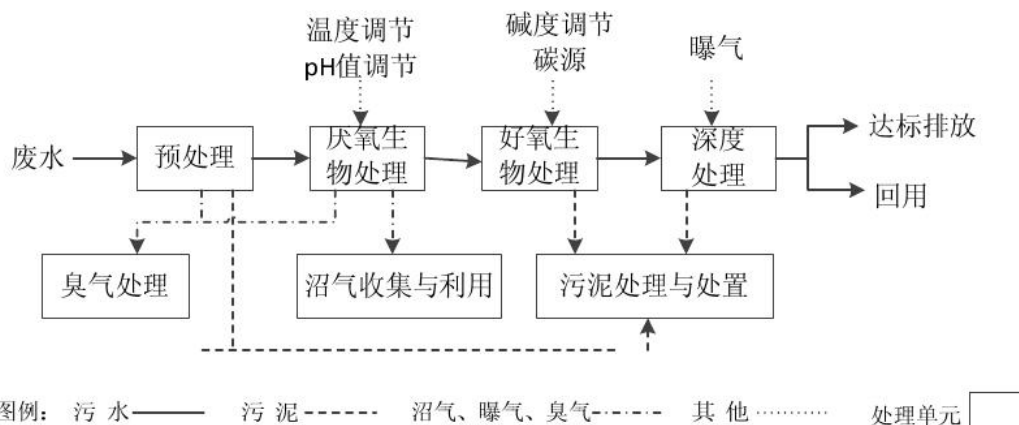 温度调节
pH值调节
碱度调节
碳源
曝气
废水
预处理
厌氧生
物处理
好氧生
物处理
深度
处理
达标排放
回用
臭气处理
沼气收集与利用
污泥处理与处置
图例： 污 水 污 泥 沼气、曝气、臭气 其 他 处理单元